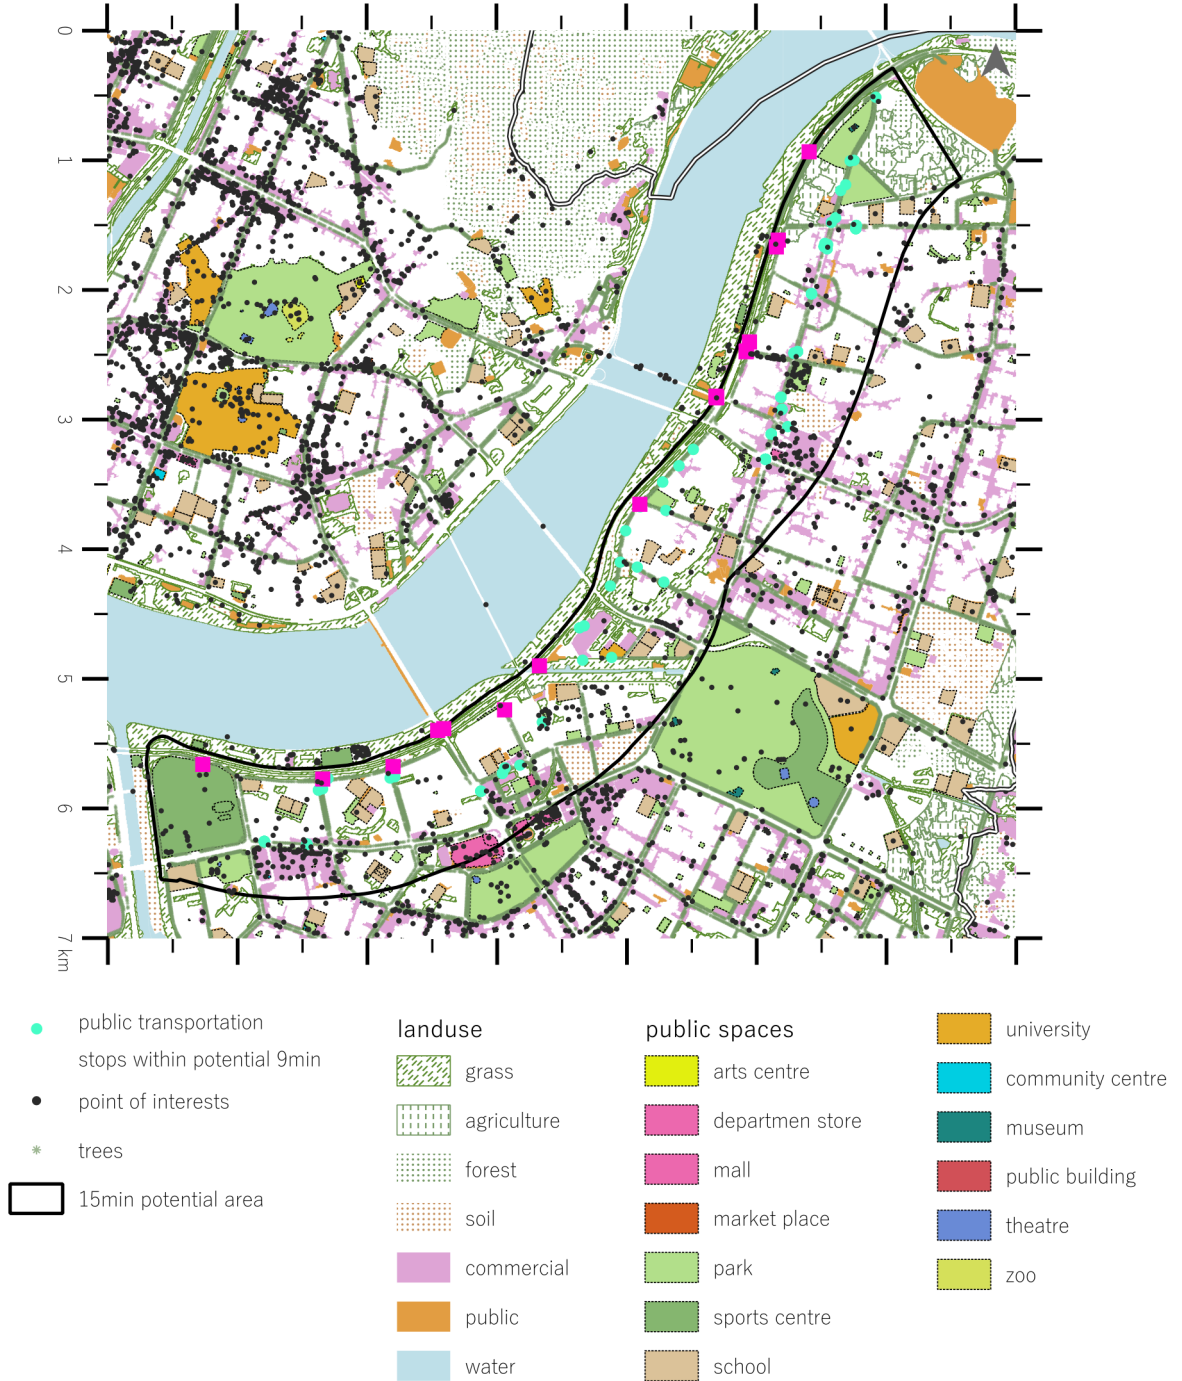 0
1
2
3
4
5
6
7 km
public transportation
stops within potential 9min
point of interests
trees
15min potential area
landuse
grass
agriculture
forest
soil
commercial
public
water
public spaces
arts centre
departmen store
mall
market place
park
sports centre
school
university
community centre
museum
public building
theatre
zoo